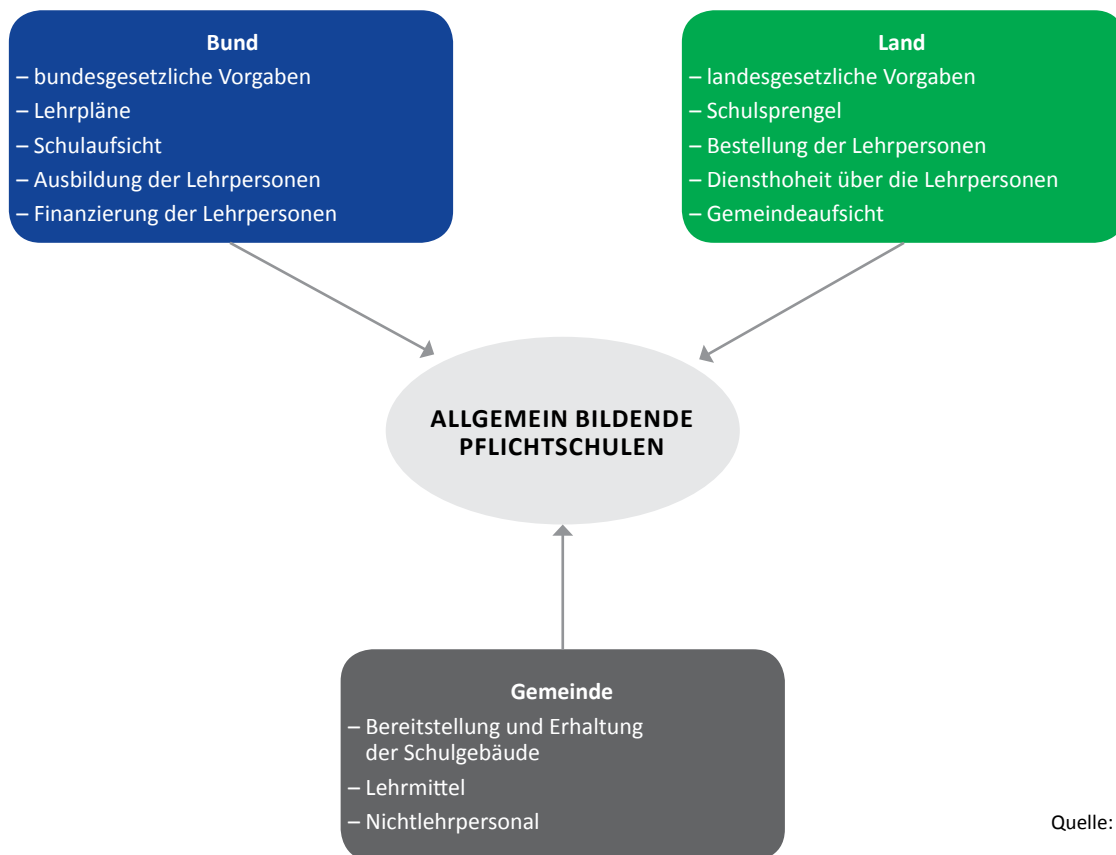 Bund
– bundesgesetzliche Vorgaben
– Lehrpläne
– Schulaufsicht
– Ausbildung der Lehrpersonen
– Finanzierung der Lehrpersonen
Land
– landesgesetzliche Vorgaben
– Schulsprengel
– Bestellung der Lehrpersonen
– Diensthoheit über die Lehrpersonen
– Gemeindeaufsicht
ALLGEMEIN BILDENDE
PFLICHTSCHULEN
Gemeinde
– Bereitstellung und Erhaltung
der Schulgebäude
– Lehrmittel
– Nichtlehrpersonal
Quelle: